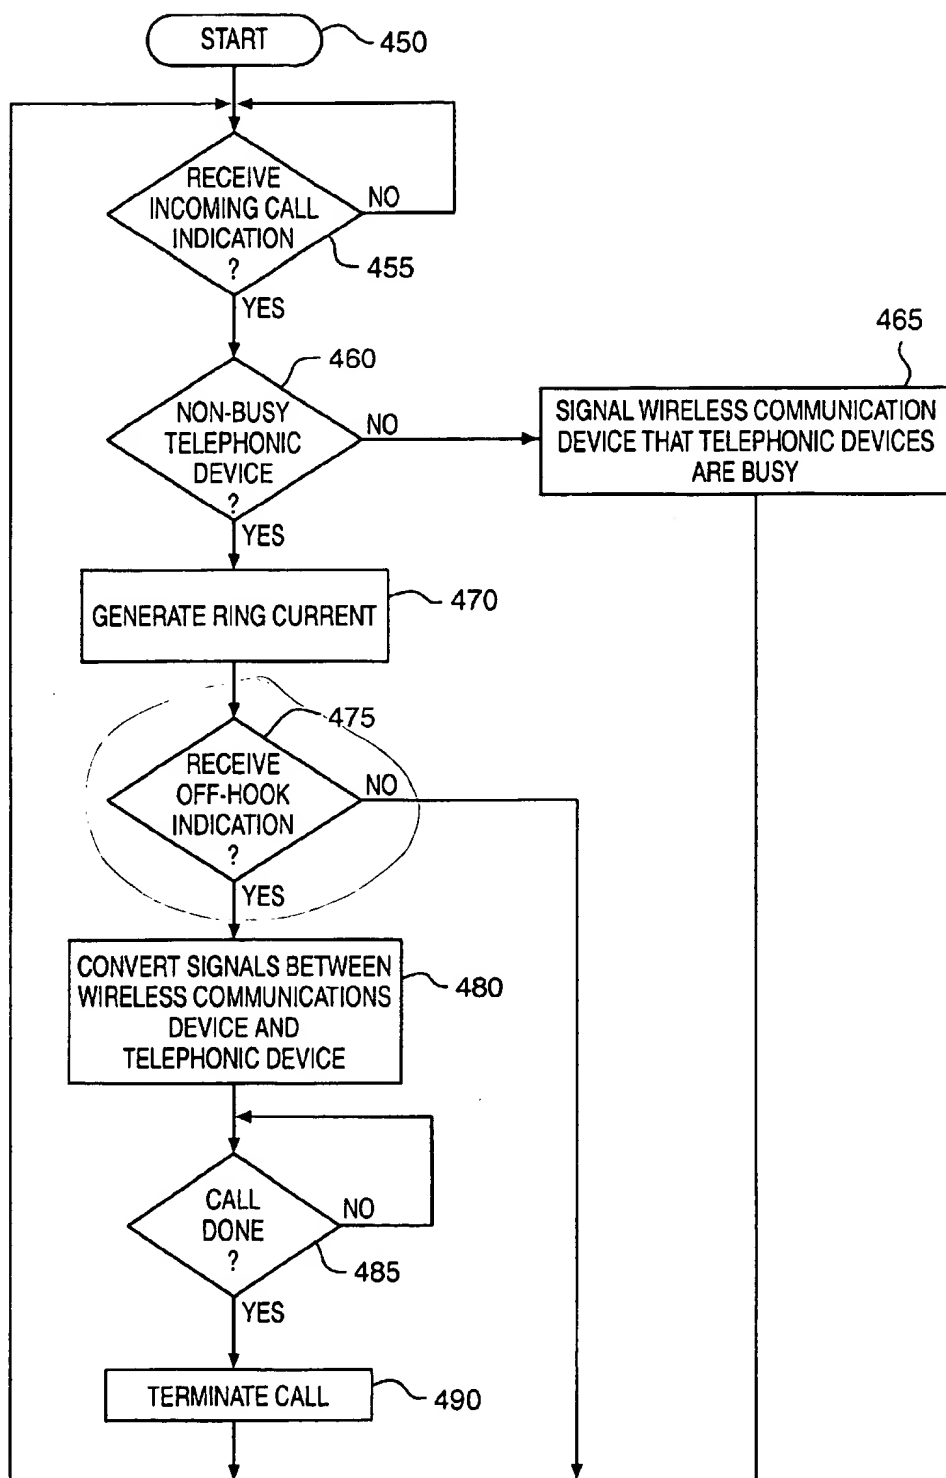 START
450
RECEIVE
INCOMING CALL
INDICATION
?
NO
455
YES
460
NON-BUSY
TELEPHONIC
DEVICE
?
NO
465
SIGNAL WIRELESS COMMUNICATION
DEVICE THAT TELEPHONIC DEVICES
ARE BUSY
YES
GENERATE RING CURRENT
470
475
RECEIVE
OFF-HOOK
INDICATION
?
NO
YES
CONVERT SIGNALS BETWEEN
WIRELESS COMMUNICATIONS
DEVICE AND
TELEPHONIC DEVICE
480
CALL
DONE
?
NO
485
YES
TERMINATE CALL
490